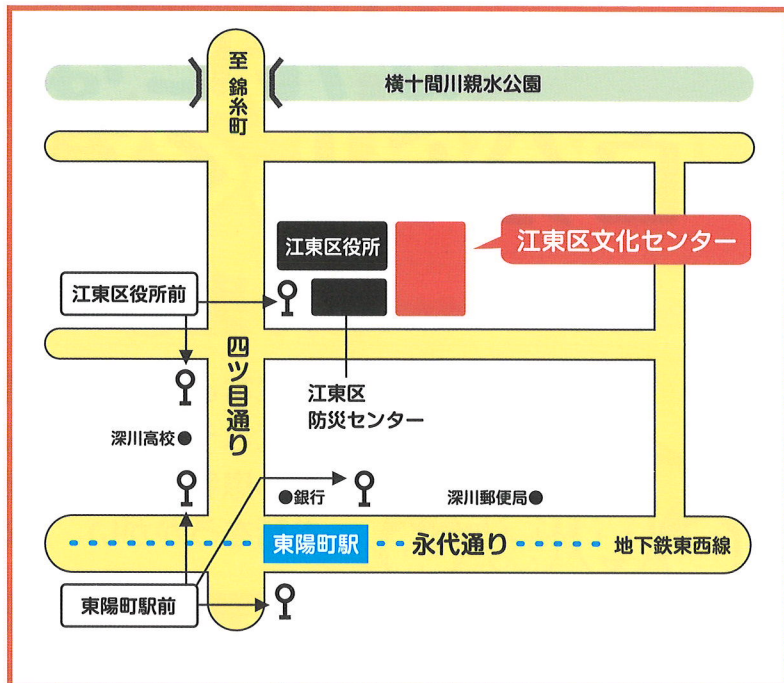 至 錦糸町
横十間川親水公園
江東区役所
江東区文化センター
江東区役所前
四ツ目通り
江東区
防災センター
深川高校
銀行
深川郵便局
東陽町駅
永代通り
地下鉄東西線
東陽町駅前